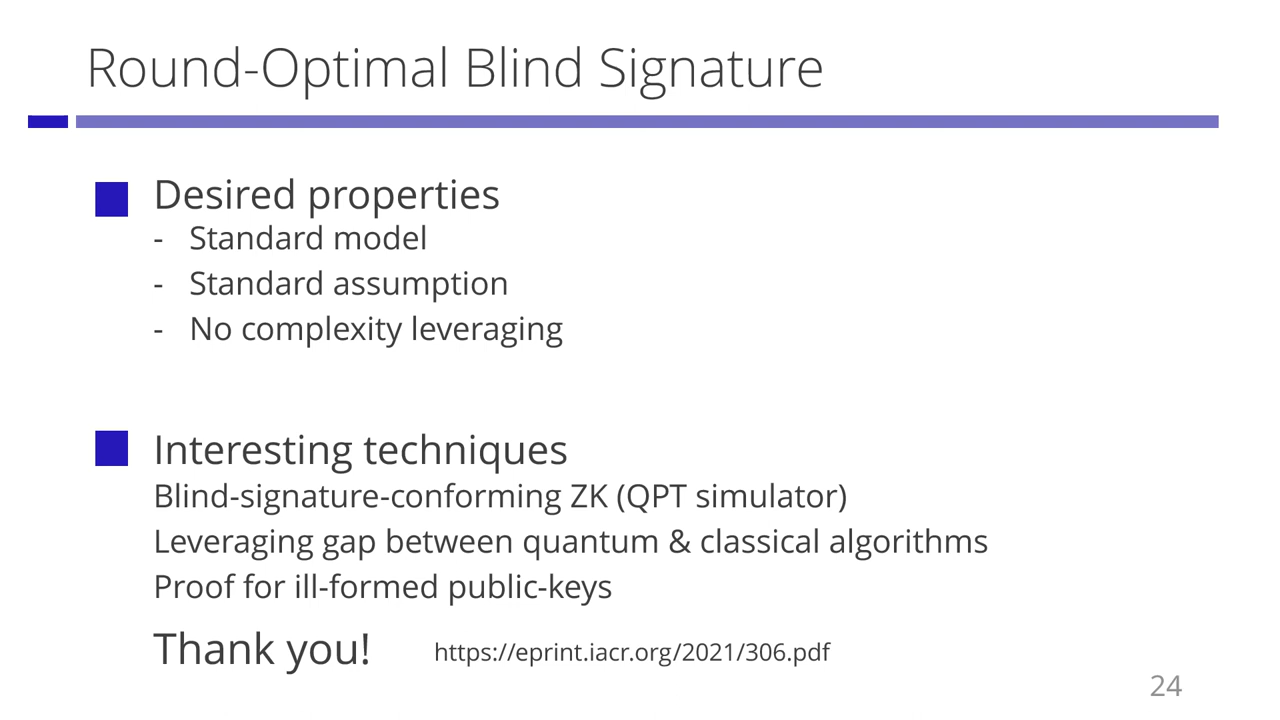 Round-Optimal Blind Signature
Desired properties
- Standard model
- Standard assumption
- No complexity leveraging
Interesting techniques
Blind-signature-conforming ZK (QPT simulator)
Leveraging gap between quantum & classical algorithms
Proof for ill-formed public-keys
Thank you! https://eprint.iacr.org/2021/306.pdf
24